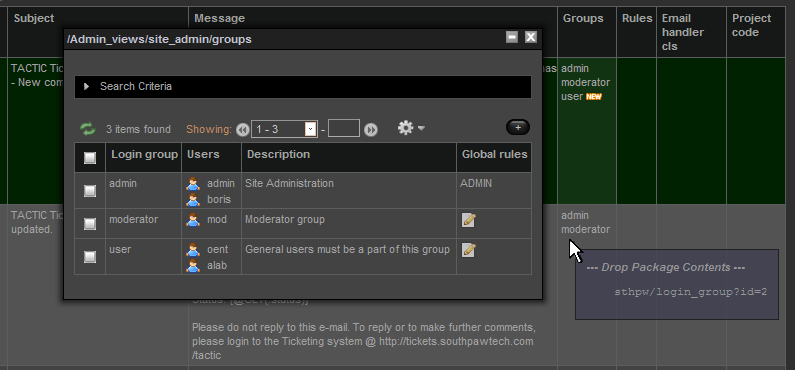 Subject Message Groups Rules Email handler cls Project code
/Admin_views/site_admin/groups
TACTIC Tic
- New com
has
admin
moderator
user NEW
Search Criteria
3 items found Showing: 1 - 3 -
Login group Users Description Global rules
admin admin Site Administration ADMIN
boris
moderator mod Moderator group
user oent General users must be a part of this group
alab
TACTIC Tic
updated.
admin
moderator
--- Drop Package Contents ---
sthpw/login_group?id=2
Please do not reply to this e-mail. To reply or to make further comments,
please login to the Ticketing system @ http://tickets.southpawtech.com
/tactic